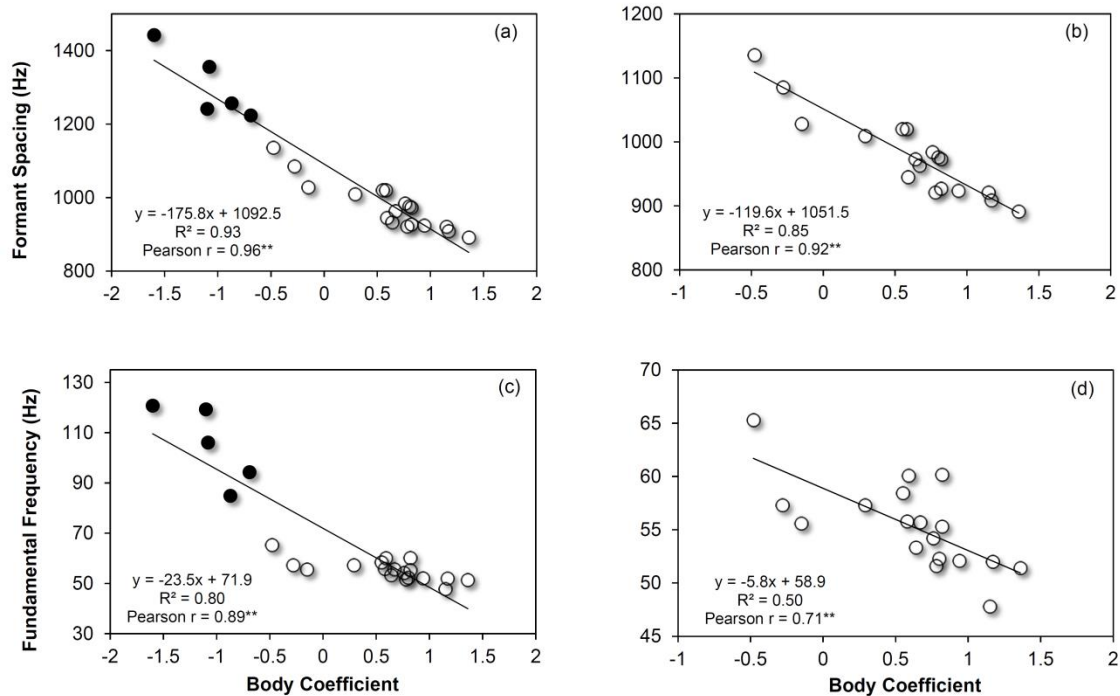 (a)
Formant Spacing (Hz)
1400
1200
1000
800
y = -175.8x + 1092.5
R² = 0.93
Pearson r = 0.96**
-2 -1.5 -1 -0.5 0 0.5 1 1.5 2
(b)
1200
1100
1000
900
800
y = -119.6x + 1051.5
R² = 0.85
Pearson r = 0.92**
-1 -0.5 0 0.5 1 1.5 2
(c)
Fundamental Frequency (Hz)
130
110
90
70
50
30
y = -23.5x + 71.9
R² = 0.80
Pearson r = 0.89**
-2 -1.5 -1 -0.5 0 0.5 1 1.5 2
Body Coefficient
(d)
70
65
60
55
50
45
y = -5.8x + 58.9
R² = 0.50
Pearson r = 0.71**
-1 -0.5 0 0.5 1 1.5 2
Body Coefficient